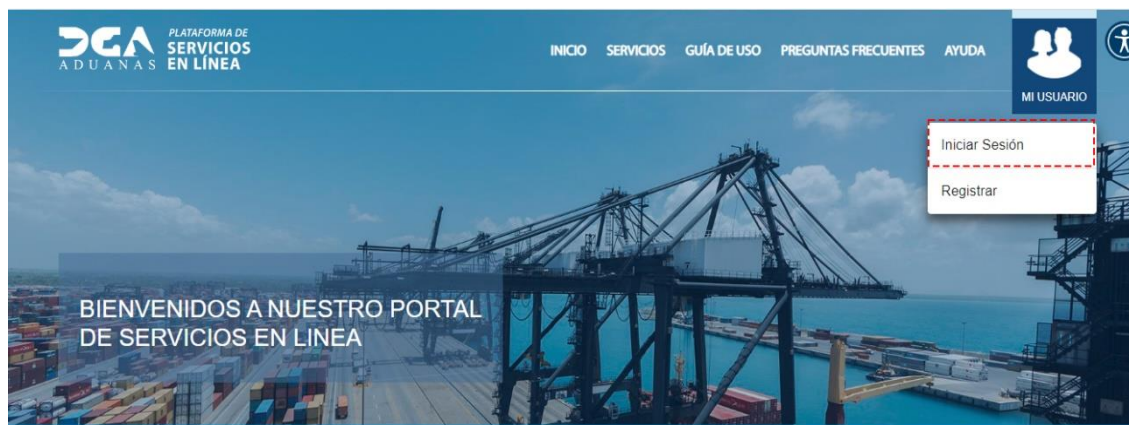 DGA
ADUANAS
PLATAFORMA DE
SERVICIOS
EN LÍNEA
INICIO SERVICIOS GUÍA DE USO PREGUNTAS FRECUENTES AYUDA
MI USUARIO
Iniciar Sesión
Registrar
BIENVENIDOS A NUESTRO PORTAL
DE SERVICIOS EN LINEA